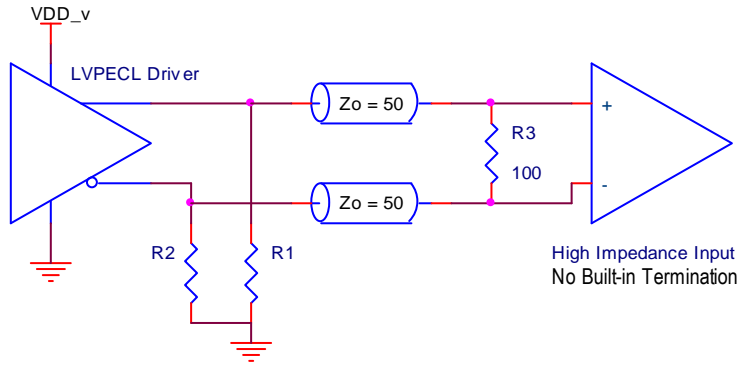 VDD_v
LVPECL Driver
Zo = 50
+
R3
100
-
Zo = 50
R2
R1
High Impedance Input
No Built-in Termination